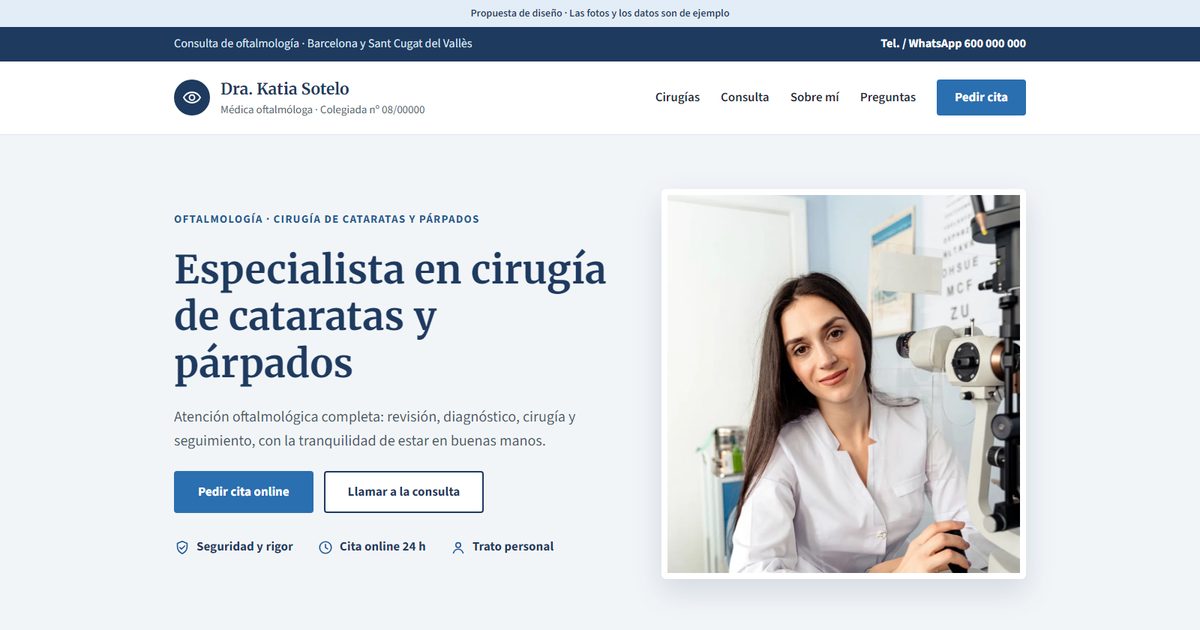 Propuesta de diseño · Las fotos y los datos son de ejemplo
Consulta de oftalmología · Barcelona y Sant Cugat del Vallès
Tel. / WhatsApp 600 000 000
Dra. Katia Sotelo
Médica oftalmóloga · Colegiada nº 08/00000
Cirugías
Consulta
Sobre mí
Preguntas
Pedir cita
OFTALMOLOGÍA · CIRUGÍA DE CATARATAS Y PÁRPADOS
Especialista en cirugía
de cataratas y
párpados
Atención oftalmológica completa: revisión, diagnóstico, cirugía y
seguimiento, con la tranquilidad de estar en buenas manos.
Pedir cita online
Llamar a la consulta
Seguridad y rigor
Cita online 24 h
Trato personal
MCF
ZU